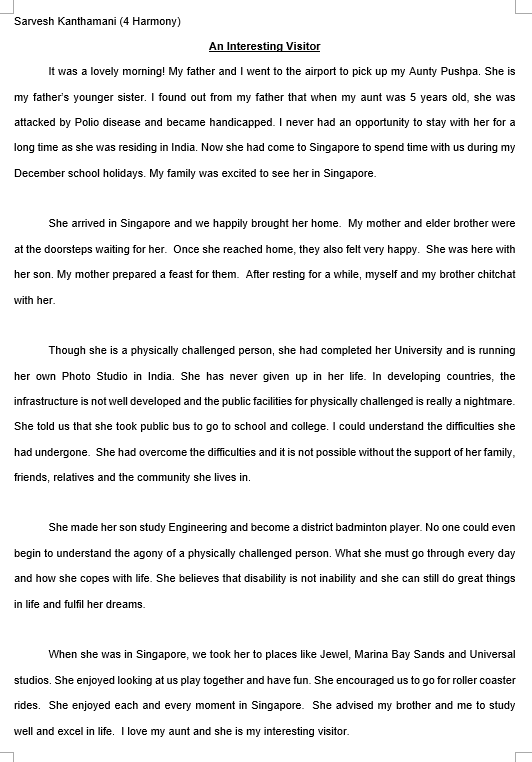 Sarvesh Kanthamani (4 Harmony)
An Interesting Visitor
It was a lovely morning! My father and I went to the airport to pick up my Aunty Pushpa. She is
my father's younger sister. I found out from my father that when my aunt was 5 years old, she was
attacked by Polio disease and became handicapped. I never had an opportunity to stay with her for a
long time as she was residing in India. Now she had come to Singapore to spend time with us during my
December school holidays. My family was excited to see her in Singapore.
She arrived in Singapore and we happily brought her home. My mother and elder brother were
at the doorsteps waiting for her. Once she reached home, they also felt very happy. She was here with
her son. My mother prepared a feast for them. After resting for a while, myself and my brother chitchat
with her.
Though she is a physically challenged person, she had completed her University and is running
her own Photo Studio in India. She has never given up in her life. In developing countries, the
infrastructure is not well developed and the public facilities for physically challenged is really a nightmare.
She told us that she took public bus to go to school and college. I could understand the difficulties she
had undergone. She had overcome the difficulties and it is not possible without the support of her family,
friends, relatives and the community she lives in.
She made her son study Engineering and become a district badminton player. No one could even
begin to understand the agony of a physically challenged person. What she must go through every day
and how she copes with life. She believes that disability is not inability and she can still do great things
in life and fulfil her dreams.
When she was in Singapore, we took her to places like Jewel, Marina Bay Sands and Universal
studios. She enjoyed looking at us play together and have fun. She encouraged us to go for roller coaster
rides. She enjoyed each and every moment in Singapore. She advised my brother and me to study
well and excel in life. I love my aunt and she is my interesting visitor.